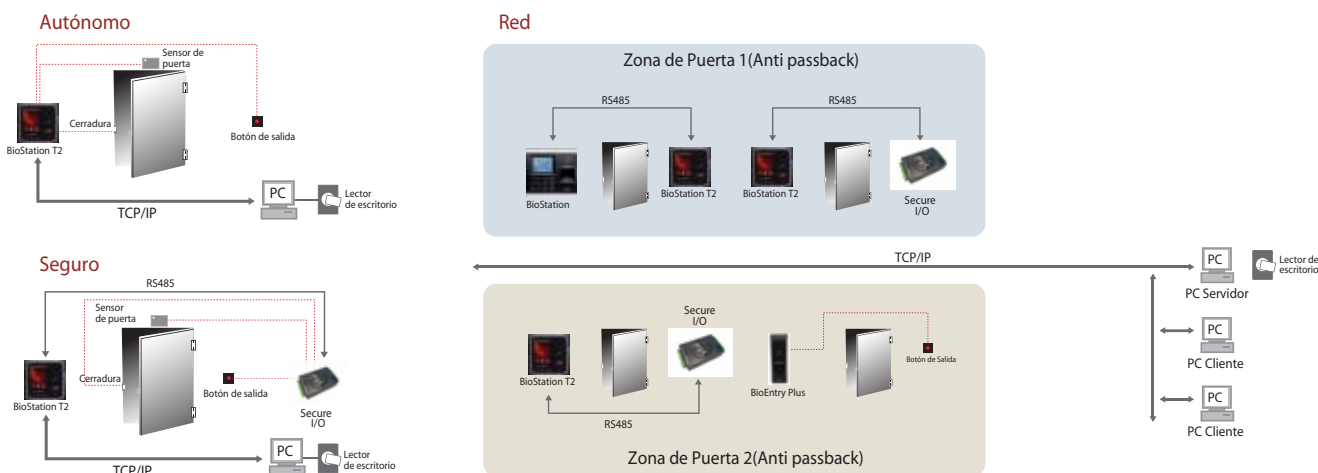 Autónomo
Sensor de
puerta
Cerradura
BioStation T2
Botón de salida
PC
Lector
de escritorio
TCP/IP
Seguro
RS485
Sensor
de puerta
Cerradura
BioStation T2
Botón de salida
Secure
I/O
PC
Lector
de escritorio
TCP/IP
Red
Zona de Puerta 1(Anti passback)
RS485
RS485
BioStation
BioStation T2
BioStation T2
Secure
I/O
TCP/IP
PC
Lector de
escritorio
PC Servidor
PC
PC Cliente
PC
PC Cliente
Secure
I/O
BioStation T2
BioEntry Plus
Botón de Salida
RS485
Zona de Puerta 2(Anti passback)